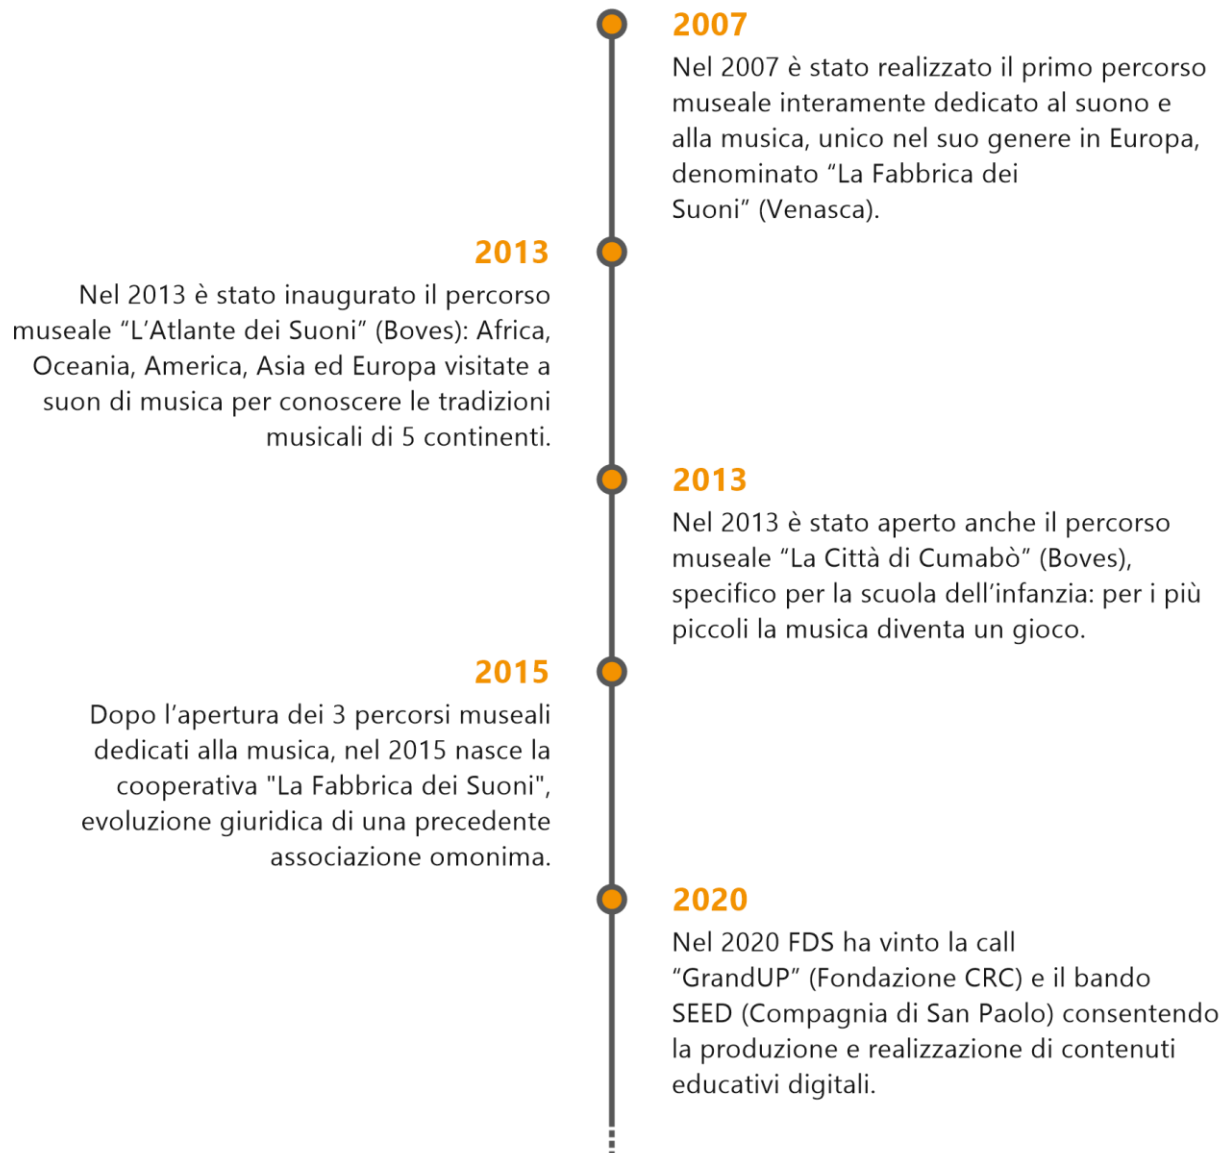 2007
Nel 2007 è stato realizzato il primo percorso
museale interamente dedicato al suono e
alla musica, unico nel suo genere in Europa,
denominato “La Fabbrica dei
Suoni” (Venasca).
2013
Nel 2013 è stato inaugurato il percorso
museale “L’Atlante dei Suoni” (Boves): Africa,
Oceania, America, Asia ed Europa visitate a
suon di musica per conoscere le tradizioni
musicali di 5 continenti.
2013
Nel 2013 è stato aperto anche il percorso
museale “La Città di Cumabò” (Boves),
specifico per la scuola dell’infanzia: per i più
piccoli la musica diventa un gioco.
2015
Dopo l’apertura dei 3 percorsi museali
dedicati alla musica, nel 2015 nasce la
cooperativa "La Fabbrica dei Suoni",
evoluzione giuridica di una precedente
associazione omonima.
2020
Nel 2020 FDS ha vinto la call
“GrandUP” (Fondazione CRC) e il bando
SEED (Compagnia di San Paolo) consentendo
la produzione e realizzazione di contenuti
educativi digitali.